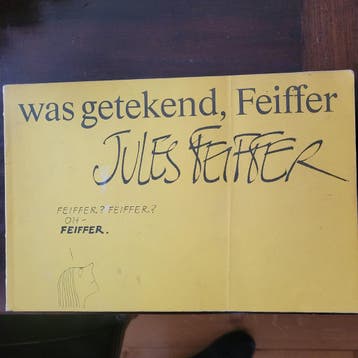 was getekend, Feiffer
JULES FEIFFER
FEIFFER? FEIFFER?
OH-
FEIFFER.